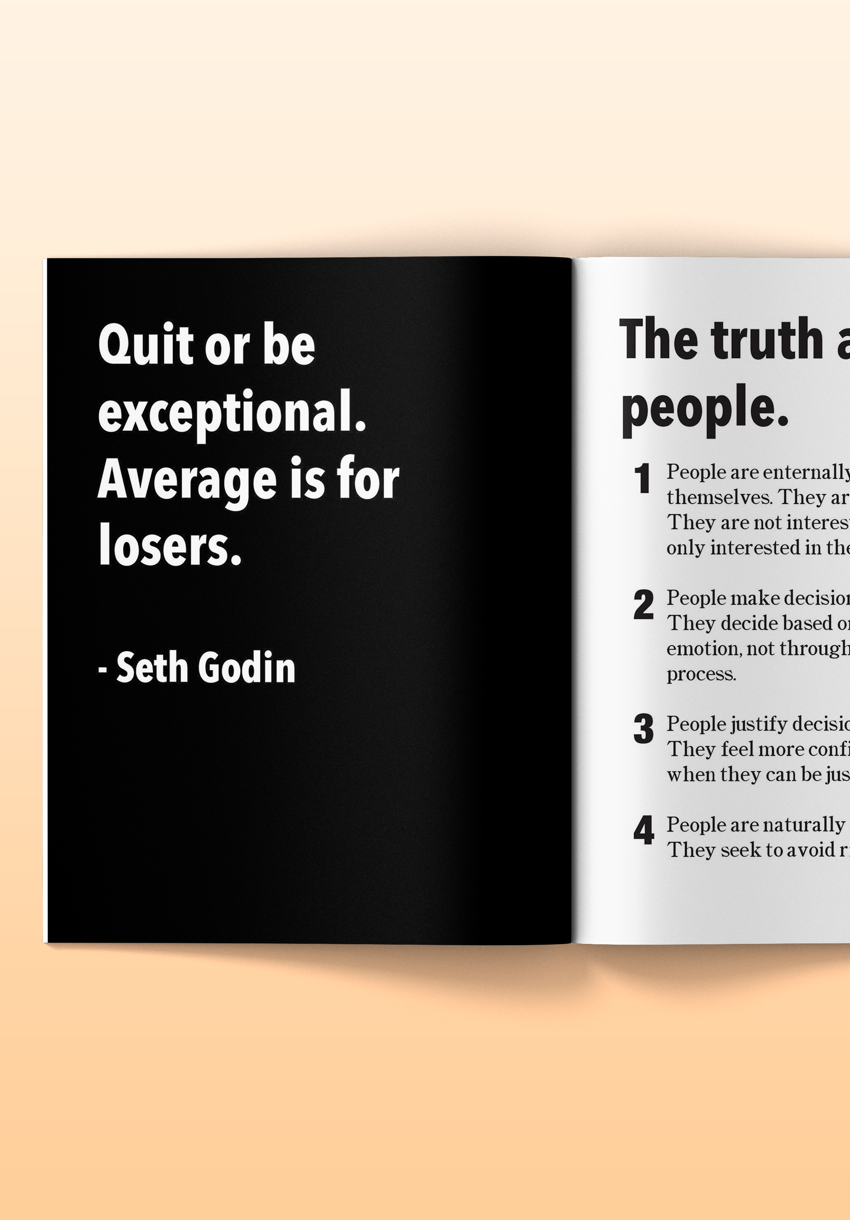 Quit or be
exceptional.
Average is for
losers.
- Seth Godin
The truth
people.
1 People are enternally
themselves. They
They are not
only interested in
2 People make
They decide based
emotion, not through
process.
3 People justify
They feel more
when they can be
4 People are naturally
They seek to avoid